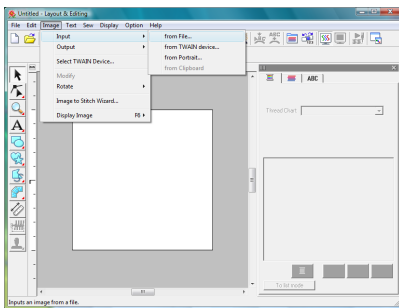 Untitled - Layout & Editing
File Edit Image Text Sew Display Option Help
Input
Output
Select TWAIN Device...
Modify
Rotate
Image to Stitch Wizard...
Display Image F6
from File...
from TWAIN device...
from Portrait...
from Clipboard
ABC
Thread Chart
A
To list mode
Inputs an image from a file.